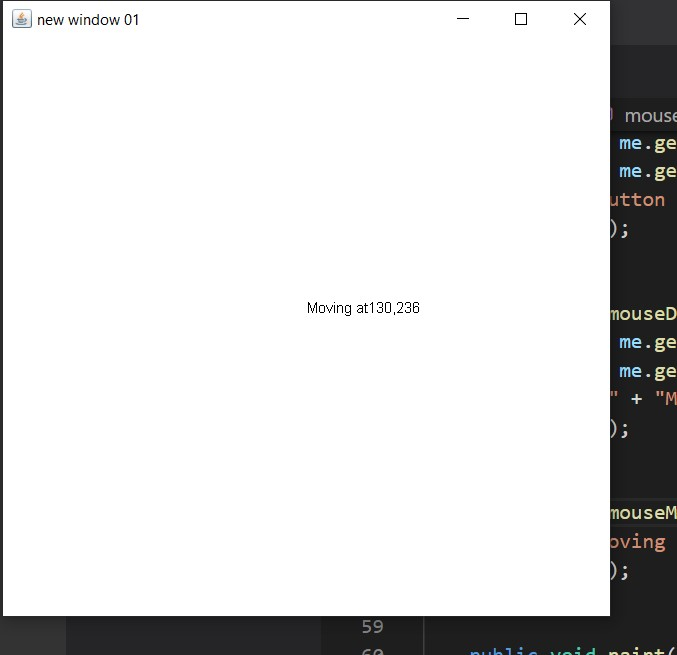 new window 01
mouse
me.ge
me.ge
utton
);
Moving at130,236
mouseD
me.ge
me.ge
" + "M
);
mouseM
oving
);
59
60
public void paint(